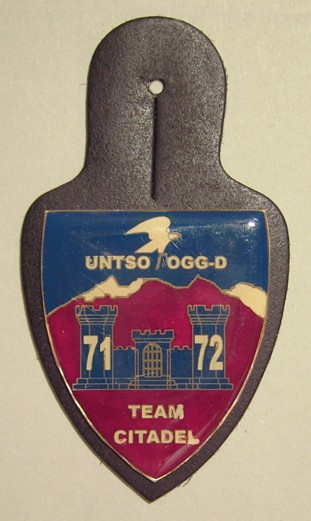 UNTSO OGG-D
71 72
TEAM
CITADEL